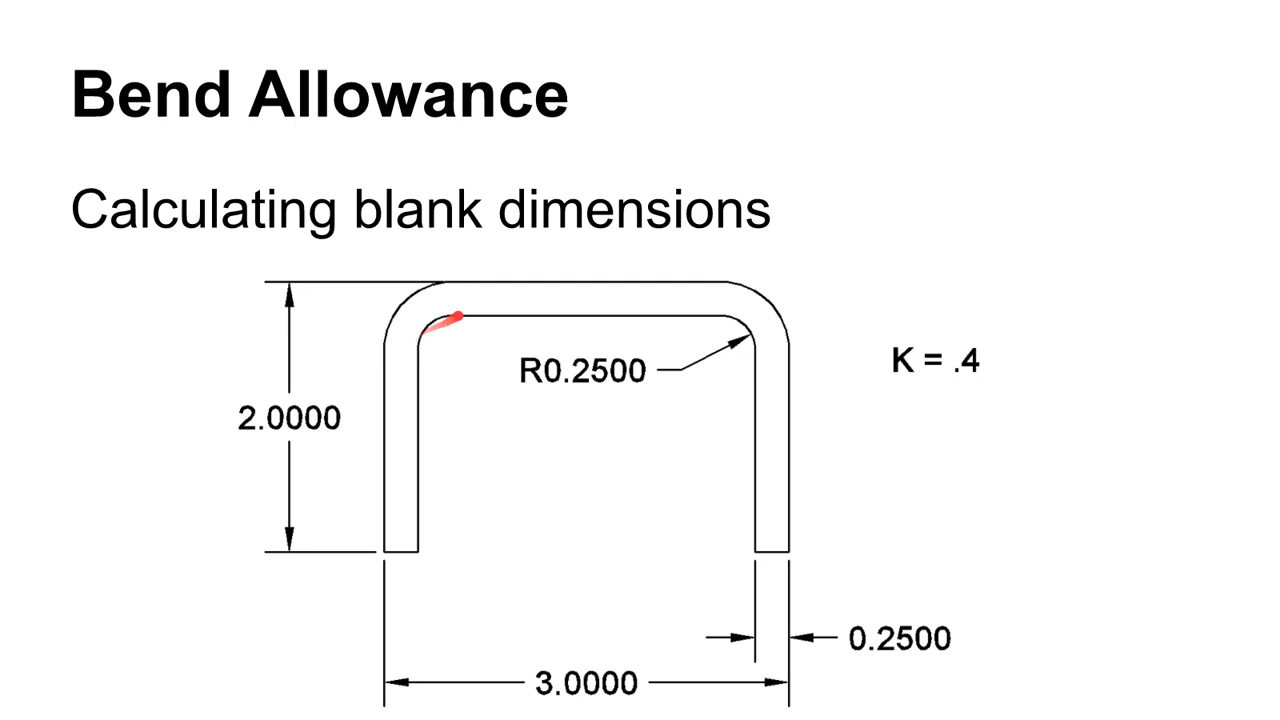 Bend Allowance
Calculating blank dimensions
R0.2500
K = .4
2.0000
0.2500
3.0000